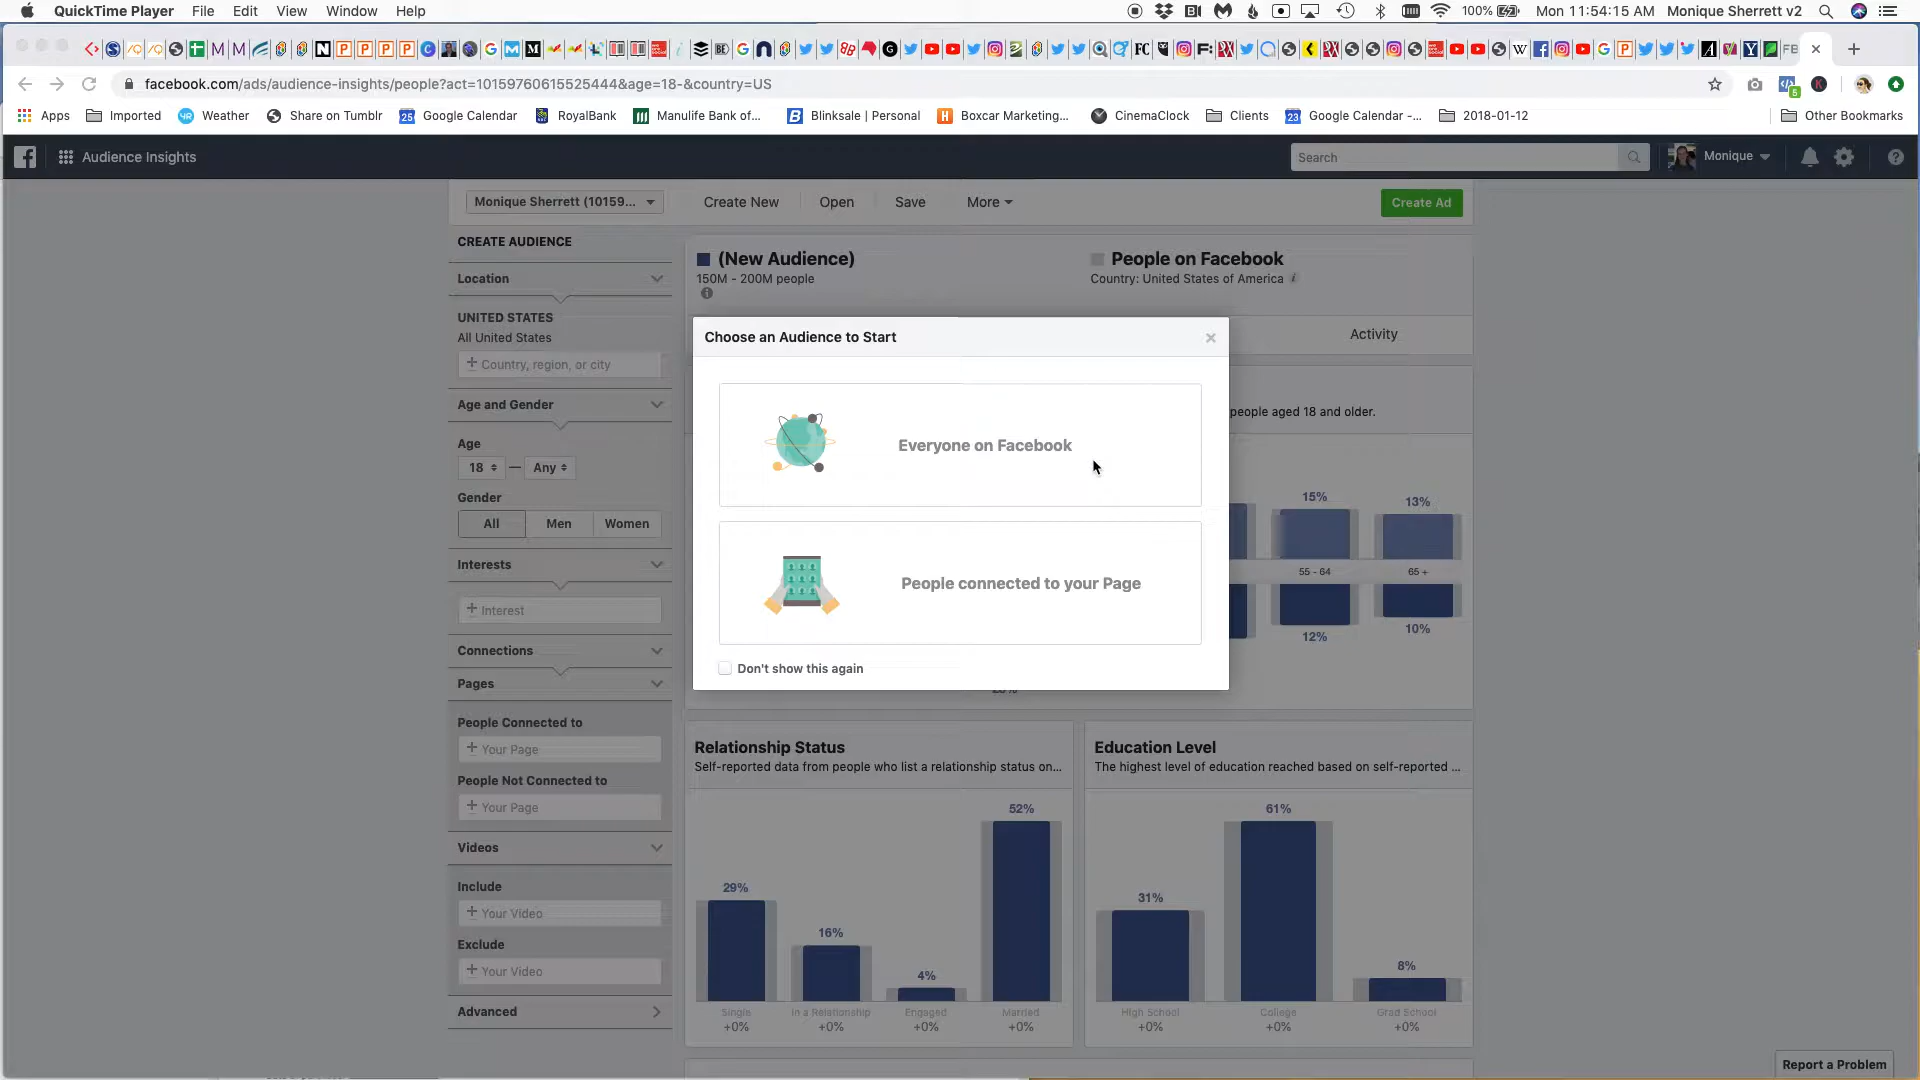 QuickTime Player File Edit View Window Help 100% Mon 11:54:15 AM Monique Sherrett v2
facebook.com/ads/audience-insights/people?act=10159760615525444&age=18-&country=US
Apps Imported Weather Share on Tumblr Google Calendar RoyalBank Manulife Bank of... Blinksale | Personal Boxcar Marketing... CinemaClock Clients Google Calendar -... 2018-01-12 Other Bookmarks
Audience Insights Search Monique
Monique Sherrett (10159... Create New Open Save More Create Ad
CREATE AUDIENCE
Location
UNITED STATES
All United States
+ Country, region, or city
Age and Gender
Age
18 — Any
Gender
All Men Women
Interests
+ Interest
Connections
Pages
People Connected to
+ Your Page
People Not Connected to
+ Your Page
Videos
Include
+ Your Video
Exclude
+ Your Video
Advanced
(New Audience)
150M - 200M people
People on Facebook
Country: United States of America
Activity
people aged 18 and older.
15% 13%
55 - 64 65 +
12% 10%
Choose an Audience to Start
Everyone on Facebook
People connected to your Page
Don't show this again
Relationship Status
Self-reported data from people who list a relationship status on...
29% 16% 4% 52%
Single In a Relationship Engaged Married
+0% +0% +0% +0%
Education Level
The highest level of education reached based on self-reported ...
31% 61% 8%
High School College Grad School
+0% +0% +0%
Report a Problem